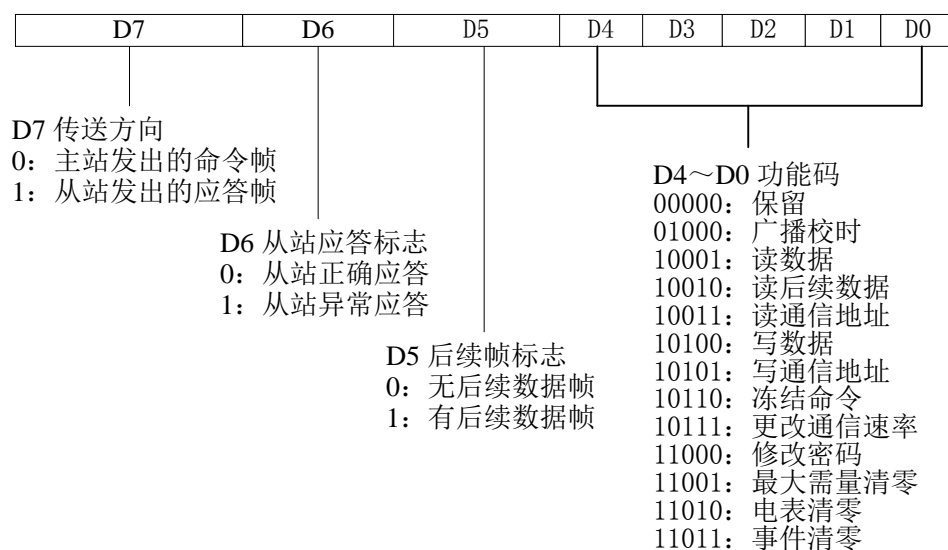 D7 D6 D5 D4 D3 D2 D1 D0
D7 传送方向
0：主站发出的命令帧
1：从站发出的应答帧
D6 从站应答标志
0：从站正确应答
1：从站异常应答
D5 后续帧标志
0：无后续数据帧
1：有后续数据帧
D4～D0 功能码
00000：保留
01000：广播校时
10001：读数据
10010：读后续数据
10011：读通信地址
10100：写数据
10101：写通信地址
10110：冻结命令
10111：更改通信速率
11000：修改密码
11001：最大需量清零
11010：电表清零
11011：事件清零